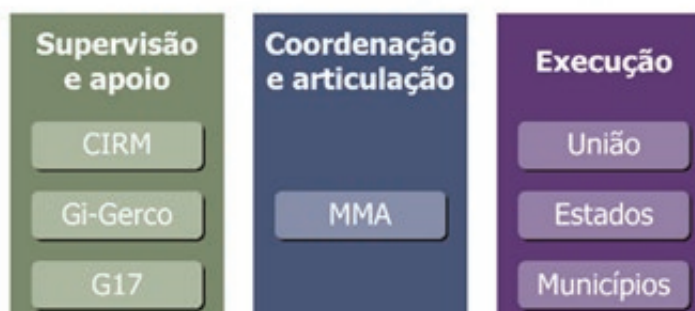 Supervisão
e apoio
CIRM
Gi-Gerco
G17
Coordenação
e articulação
MMA
Execução
União
Estados
Municípios